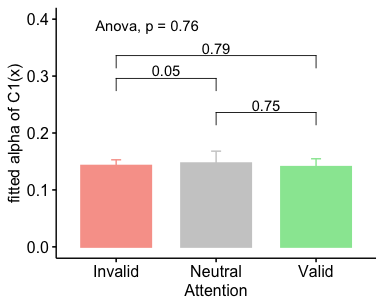 Anova, p = 0.76
0.79
0.05
0.75
0.4
0.3
0.2
0.1
0.0
fitted alpha of C1(x)
Invalid Neutral Valid
Attention